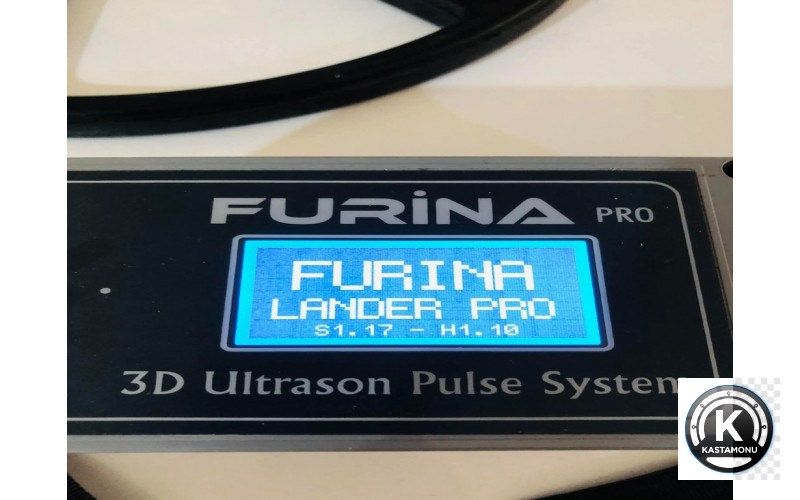 FURİNA PRO
FURINA
LANDER PRO
S1.17 - H1.10
3D Ultrason Pulse System
K
KASTAMONU